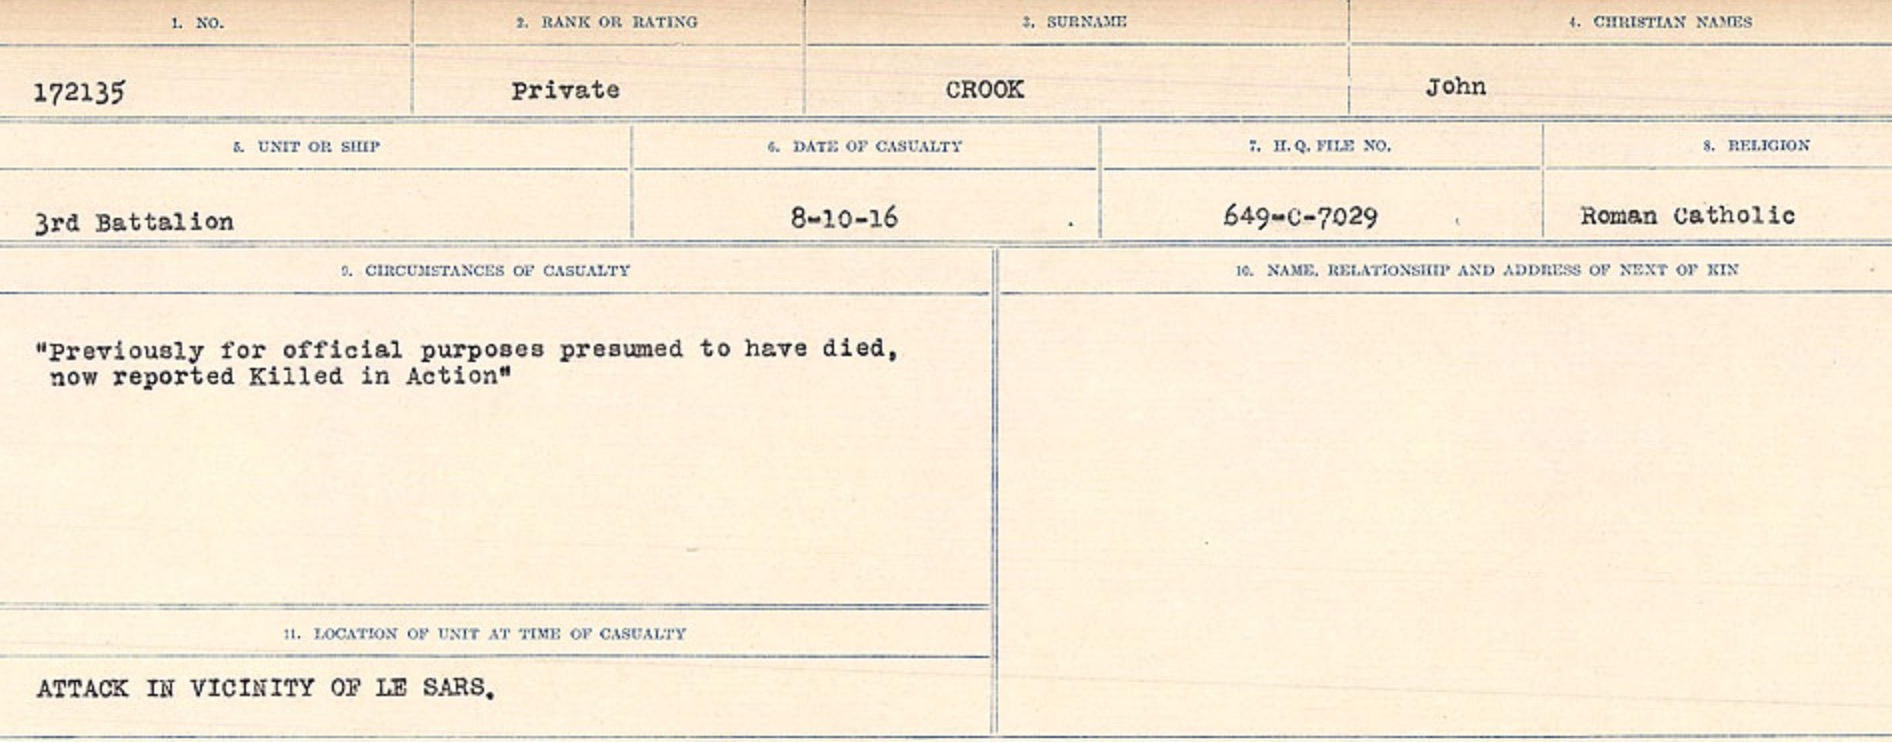 1. NO.
2. RANK OR RATING
3. SURNAME
4. CHRISTIAN NAMES
172135
Private
CROOK
John
5. UNIT OR SHIP
6. DATE OF CASUALTY
7. H. Q. FILE NO.
8. RELIGION
3rd Battalion
8-10-16
649-C-7029
Roman Catholic
9. CIRCUMSTANCES OF CASUALTY
10. NAME, RELATIONSHIP AND ADDRESS OF NEXT OF KIN
"Previously for official purposes presumed to have died,
now reported Killed in Action"
11. LOCATION OF UNIT AT TIME OF CASUALTY
ATTACK IN VICINITY OF LE SARS.